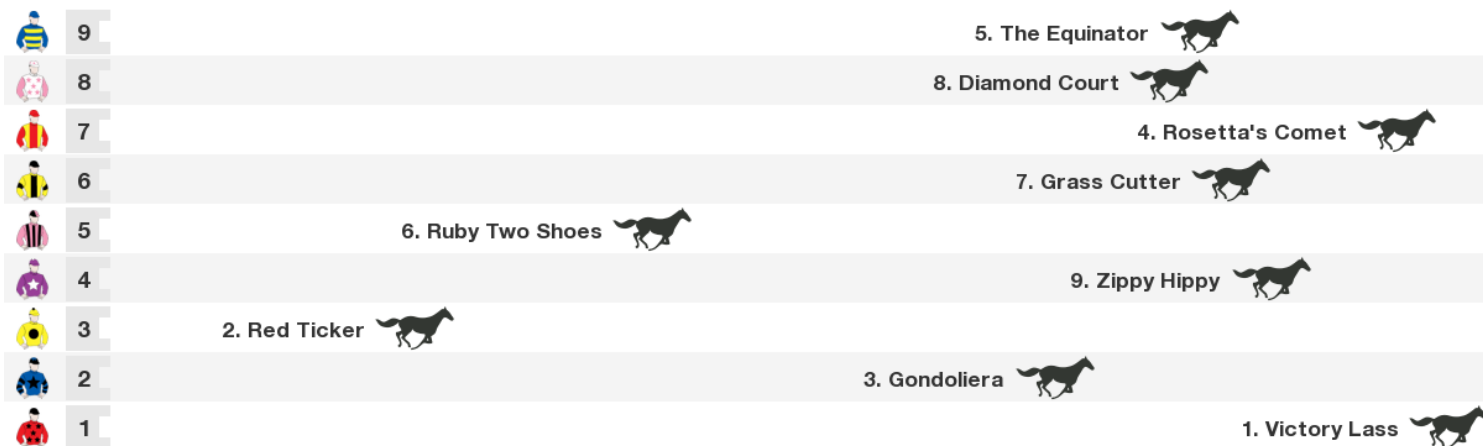 9 5. The Equinator
8 8. Diamond Court
7 4. Rosetta's Comet
6 7. Grass Cutter
5 6. Ruby Two Shoes
4 9. Zippy Hippy
3 2. Red Ticker
2 3. Gondoliera
1 1. Victory Lass